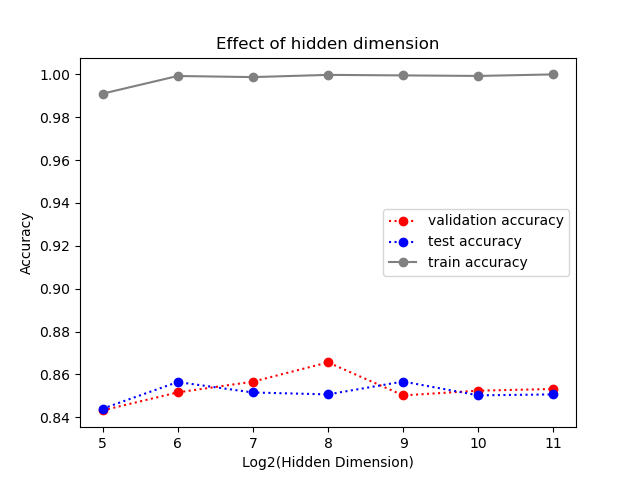 Effect of hidden dimension
1.00
0.98
0.96
0.94
0.92
0.90
0.88
0.86
0.84
Accuracy
validation accuracy
test accuracy
train accuracy
5 6 7 8 9 10 11
Log2(Hidden Dimension)